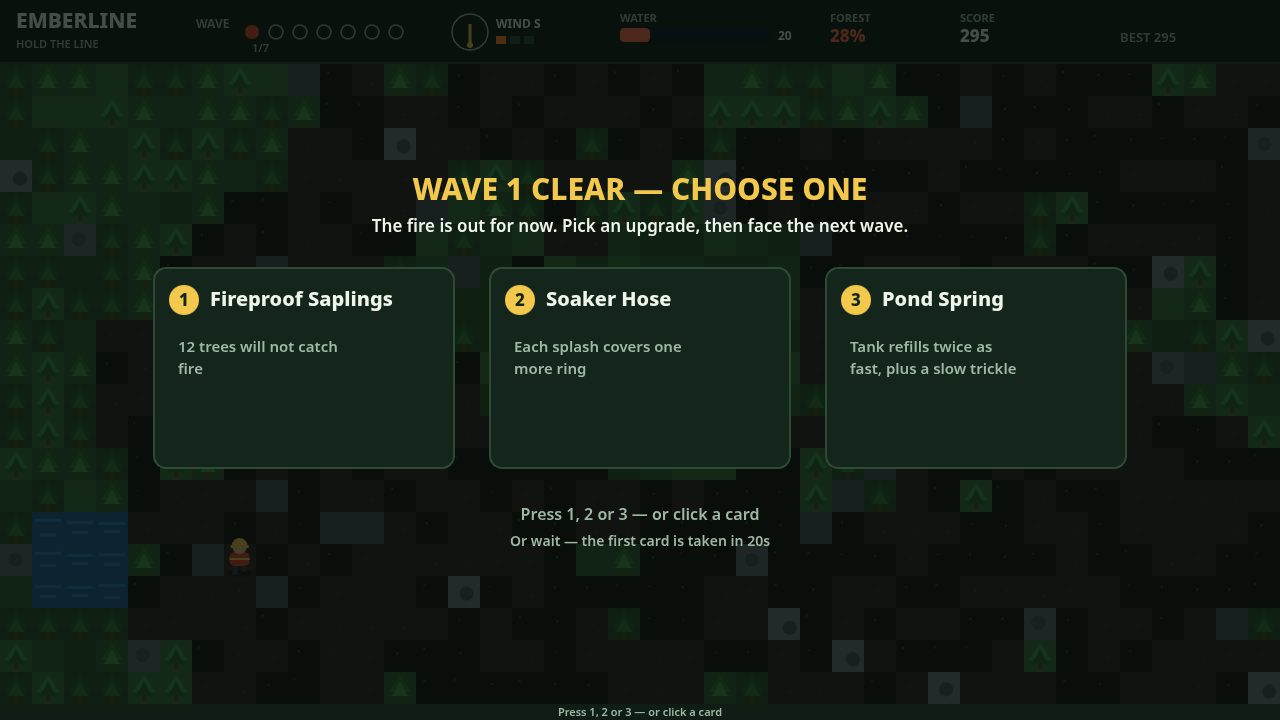 EMBERLINE
HOLD THE LINE
WAVE
1/7
WIND S
WATER
20
FOREST
28%
SCORE
295
BEST 295
WAVE 1 CLEAR — CHOOSE ONE
The fire is out for now. Pick an upgrade, then face the next wave.
1 Fireproof Saplings
12 trees will not catch
fire
2 Soaker Hose
Each splash covers one
more ring
3 Pond Spring
Tank refills twice as
fast, plus a slow trickle
Press 1, 2 or 3 — or click a card
Or wait — the first card is taken in 20s
Press 1, 2 or 3 — or click a card